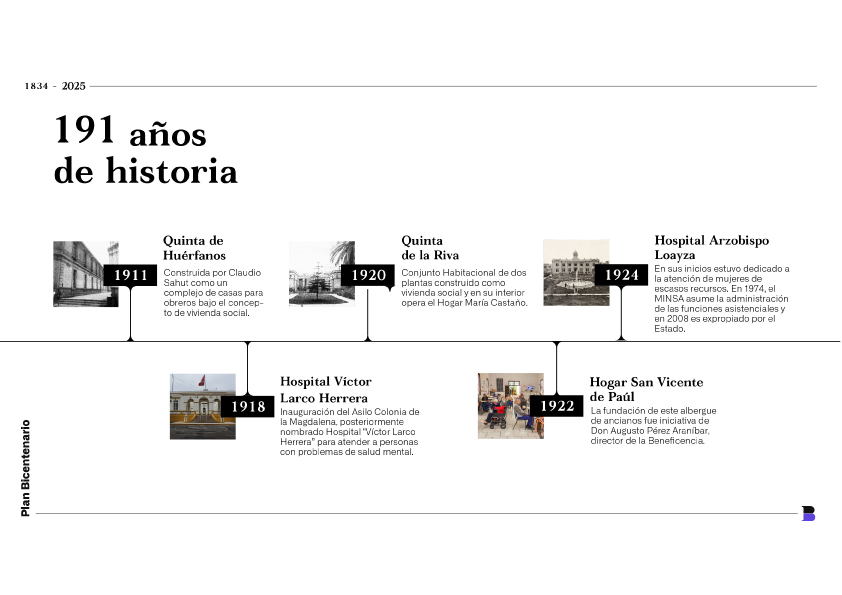 1834 - 2025
191 años
de historia
1911
Quinta de
Huérfanos
Construida por Claudio
Sahut como un
complejo de casas para
obreros bajo el concep-
to de vivienda social.
1920
Quinta
de la Riva
Conjunto Habitacional de dos
plantas construido como
vivienda social y en su interior
opera el Hogar María Castaño.
1924
Hospital Arzobispo
Loayza
En sus inicios estuvo dedicado a
la atención de mujeres de
escasos recursos. En 1974, el
MINSA asume la administración
de las funciones asistenciales y
en 2008 es expropiado por el
Estado.
1918
Hospital Víctor
Larco Herrera
Inauguración del Asilo Colonia de
la Magdalena, posteriormente
nombrado Hospital "Víctor Larco
Herrera" para atender a personas
con problemas de salud mental.
1922
Hogar San Vicente
de Paúl
La fundación de este albergue
de ancianos fue iniciativa de
Don Augusto Pérez Araníbar,
director de la Beneficencia.
Plan Bicentenario
B